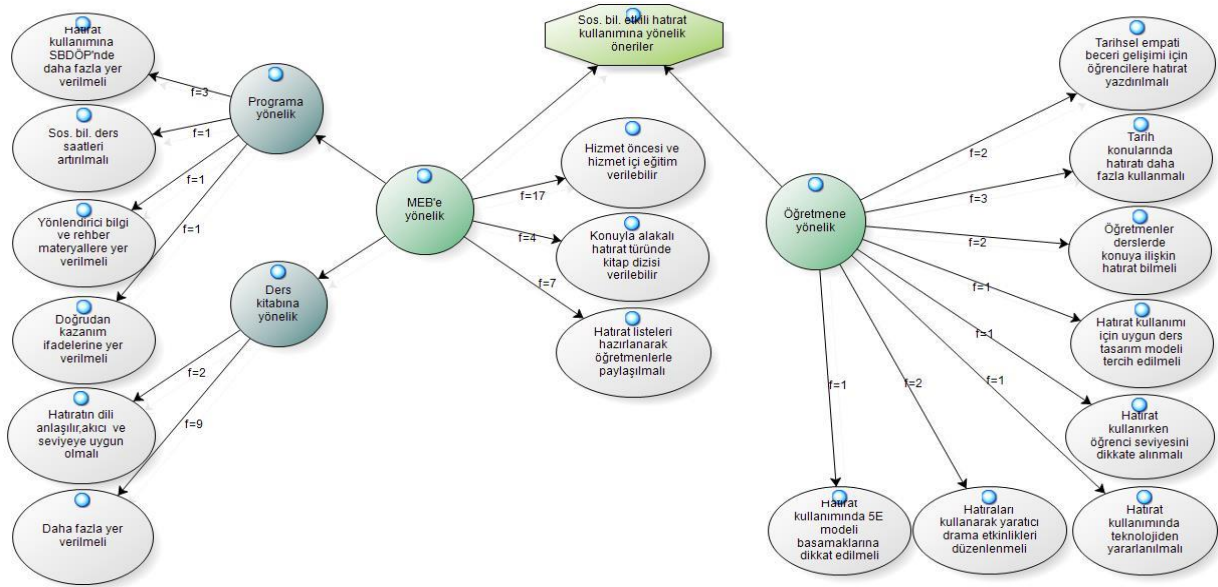 Sos. bil. etkili hatırat
kullanımına yönelik
öneriler
Hatırat
kullanımına
SBDÖP'nde
daha fazla yer
verilmeli
f=3
Programa
yönelik
f=1
Sos. bil. ders
saatleri
artırılmalı
f=1
Yönlendirici bilgi
ve rehber
materyallere yer
verilmeli
f=1
Doğrudan
kazanım
ifadelerine yer
verilmeli
Ders
kitabına
yönelik
f=2
Hatıratın dili
anlaşılır,akıcı ve
seviyeye uygun
olmalı
f=9
Daha fazla yer
verilmeli
MEB'e
yönelik
f=17
Hizmet öncesi ve
hizmet içi eğitim
verilebilir
f=4
Konuyla alakalı
hatırat türünde
kitap dizisi
verilebilir
f=7
Hatırat listeleri
hazırlanarak
öğretmenlerle
paylaşılmalı
Öğretmene
yönelik
Tarihsel empati
beceri gelişimi için
öğrencilere hatırat
yazdırılmalı
f=2
Tarih
konularında
hatıratı daha
fazla kullanmalı
f=3
Öğretmenler
derslerde
konuya ilişkin
hatırat bilmeli
f=2
Hatırat kullanımı
için uygun ders
tasarım modeli
tercih edilmeli
f=1
Hatırat
kullanırken
öğrenci seviyesini
dikkate alınmalı
f=1
Hatırat
kullanımında
teknolojiden
yararlanılmalı
f=1
Hatıraları
kullanarak yaratıcı
drama etkinlikleri
düzenlenmeli
f=2
Hatırat
kullanımında 5E
modeli
basamaklarına
dikkat edilmeli
f=1